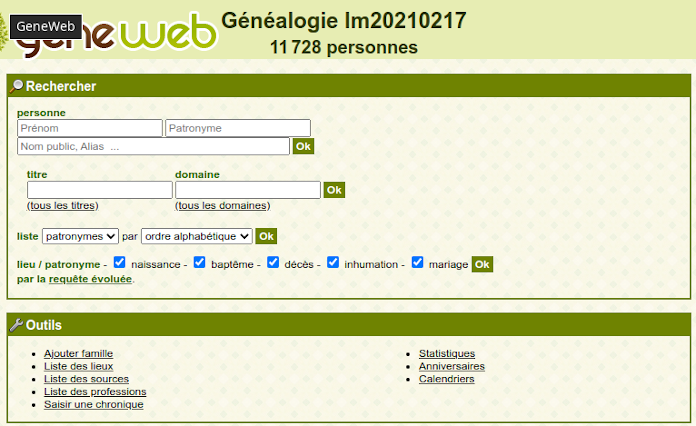 GeneWeb
geneweb
Généalogie lm20210217
11 728 personnes
Rechercher
personne
Prénom Patronyme
Nom public, Alias ... Ok
titre domaine
Ok
(tous les titres) (tous les domaines)
liste patronymes par ordre alphabétique Ok
lieu / patronyme - naissance - baptême - décès - inhumation - mariage Ok
par la requête évoluée.
Outils
Ajouter famille
Liste des lieux
Liste des sources
Liste des professions
Saisir une chronique
Statistiques
Anniversaires
Calendriers